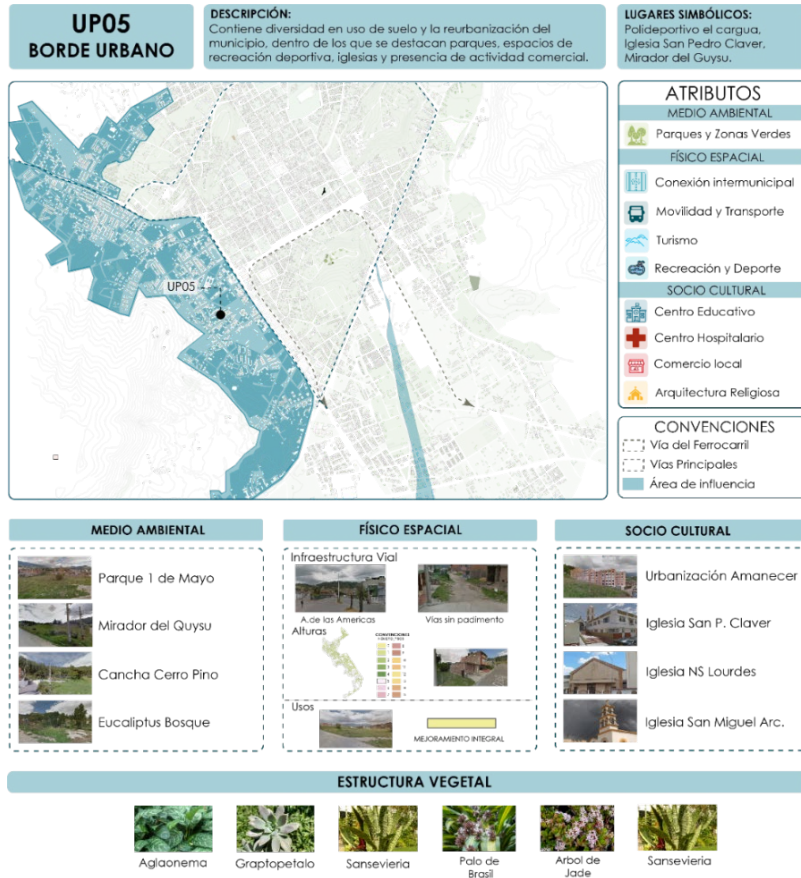 UP05
BORDE URBANO
DESCRIPCIÓN:
Contiene diversidad en uso de suelo y la reurbanización del
municipio, dentro de los que se destacan parques, espacios de
recreación deportiva, iglesias y presencia de actividad comercial.
LUGARES SIMBÓLICOS:
Polideportivo el cargua,
Iglesia San Pedro Claver,
Mirador del Guysu.
UP05
ATRIBUTOS
MEDIO AMBIENTAL
Parques y Zonas Verdes
FÍSICO ESPACIAL
Conexión intermunicipal
Movilidad y Transporte
Turismo
Recreación y Deporte
SOCIO CULTURAL
Centro Educativo
Centro Hospitalario
Comercio local
Arquitectura Religiosa
CONVENCIONES
Vía del Ferrocarril
Vías Principales
Área de influencia
MEDIO AMBIENTAL
Parque 1 de Mayo
Mirador del Quysu
Cancha Cerro Pino
Eucaliptus Bosque
FÍSICO ESPACIAL
Infraestructura Vial
A.de las Americas
Vías sin padimento
Alturas
CONVENCIONES
Usos
MEJORAMIENTO INTEGRAL
SOCIO CULTURAL
Urbanización Amanecer
Iglesia San P. Claver
Iglesia NS Lourdes
Iglesia San Miguel Arc.
ESTRUCTURA VEGETAL
Aglaonema
Graptopetalo
Sansevieria
Palo de
Brasil
Arbol de
Jade
Sansevieria